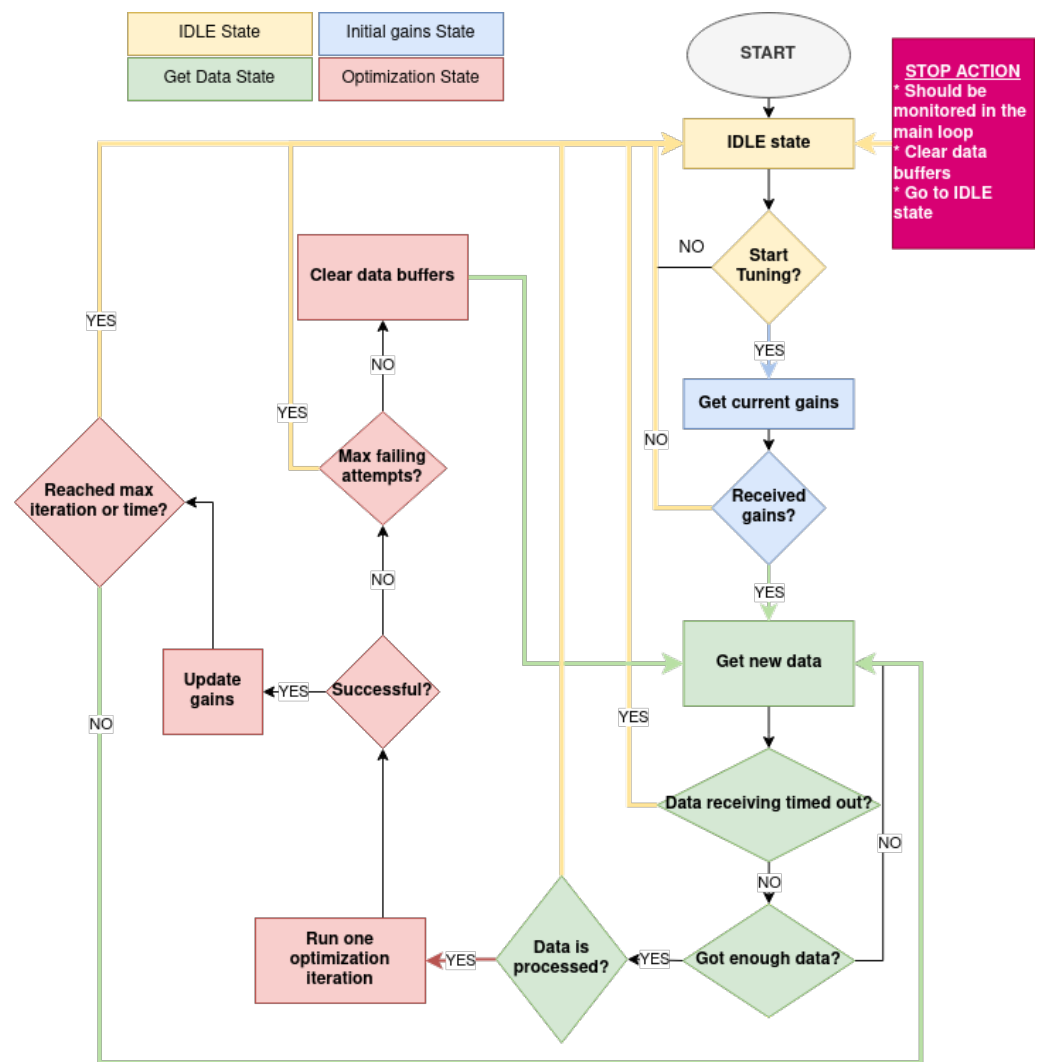 IDLE State
Initial gains State
Get Data State
Optimization State
START
STOP ACTION
* Should be
monitored in the
main loop
* Clear data
buffers
* Go to IDLE
state
IDLE state
Start
Tuning?
NO
YES
Get current gains
Received
gains?
NO
YES
Clear data buffers
NO
YES
Max failing
attempts?
YES
Reached max
iteration or time?
NO
Successful?
YES
Update
gains
NO
Get new data
YES
Data receiving timed out?
NO
NO
Got enough data?
YES
Data is
processed?
YES
Run one
optimization
iteration